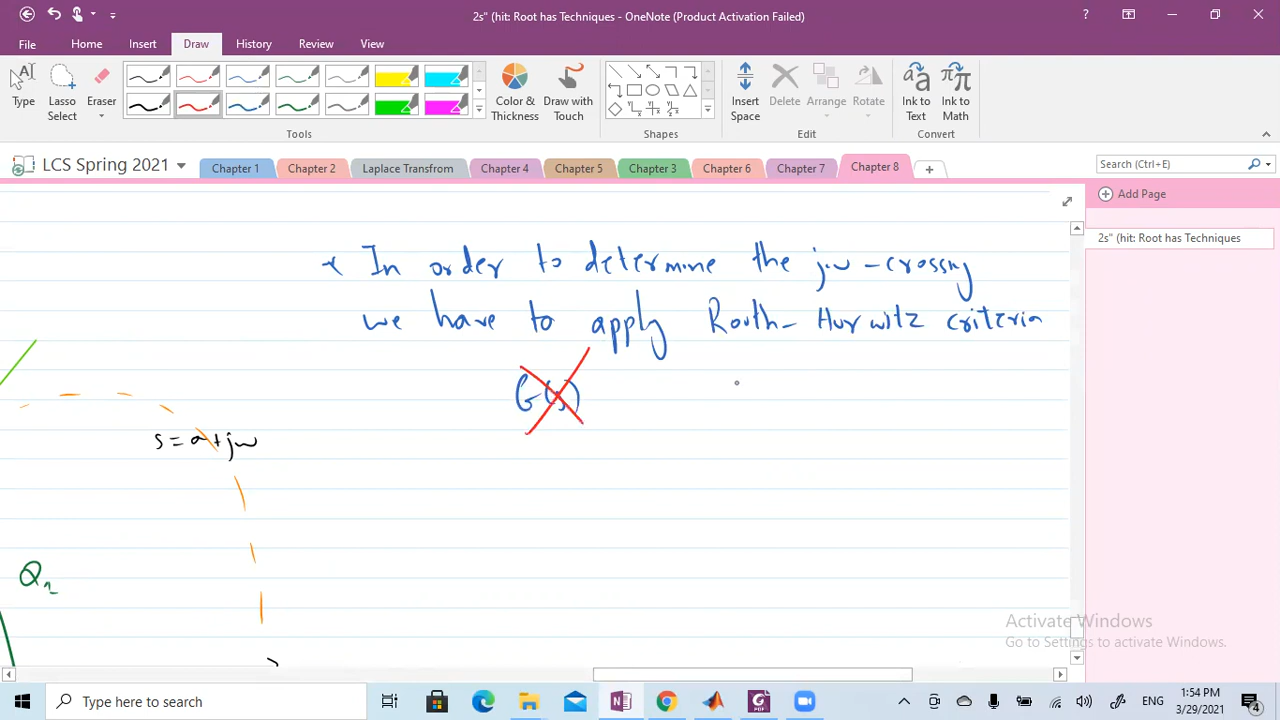 2s" (hit: Root has Techniques - OneNote (Product Activation Failed)
File Home Insert Draw History Review View
Type Lasso Select Eraser Color & Thickness Draw with Touch Insert Space Delete Arrange Rotate Ink to Text Ink to Math
Tools Shapes Edit Convert
LCS Spring 2021 Chapter 1 Chapter 2 Laplace Transfrom Chapter 4 Chapter 5 Chapter 3 Chapter 6 Chapter 7 Chapter 8 Search (Ctrl+E)
Add Page
2s" (hit: Root has Techniques
* In order to determine the jω-crossing
we have to apply Routh-Hurwitz criteria
G(s)
s = σ+jω
Activate Windows
Go to Settings to activate Windows.
Type here to search
ENG
1:54 PM
3/29/2021
4